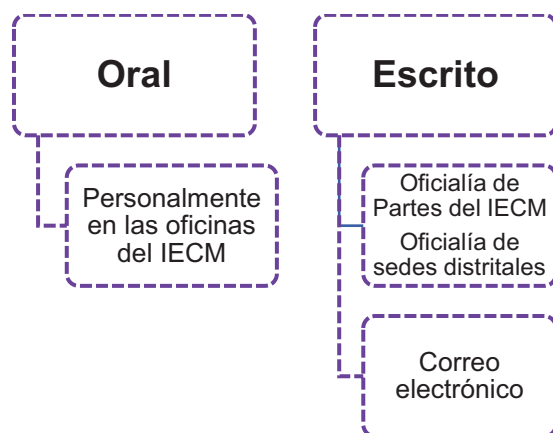 Oral
Personalmente
en las oficinas
del IECM
Escrito
Oficialía de
Partes del IECM
Oficialía de
sedes distritales
Correo
electrónico